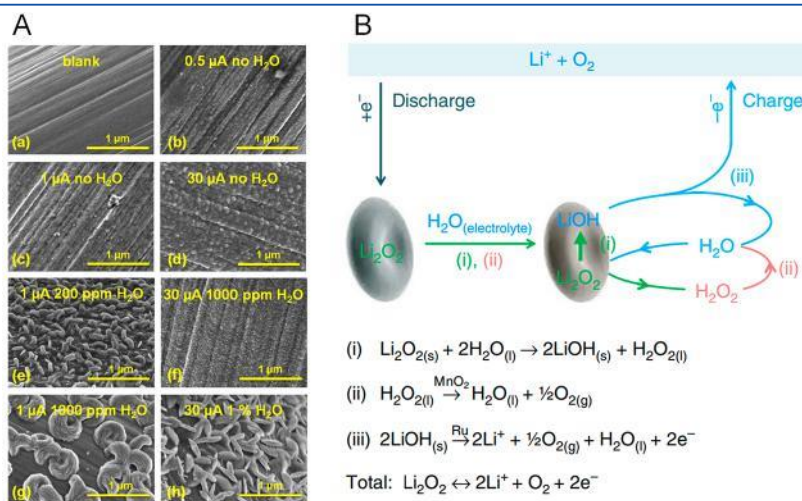 A
blank
0.5 µA no H₂O
(a)
1 µm
(b)
1 µm
1 µA no H₂O
30 µA no H₂O
(c)
1 µm
(d)
1 µm
1 µA 200 ppm H₂O
30 µA 1000 ppm H₂O
(e)
1 µm
(f)
1 µm
1 µA 1000 ppm H₂O
30 µA 1 % H₂O
(g)
1 µm
(h)
1 µm
B
Li⁺ + O₂
+e⁻
Discharge
–e⁻
Charge
(iii)
Li₂O₂
H₂O(electrolyte)
(i), (ii)
LiOH
(i)
Li₂O₂
H₂O
(ii)
H₂O₂
(i) Li₂O₂(s) + 2H₂O(l) → 2LiOH(s) + H₂O₂(l)
(ii) H₂O₂(l) MnO₂→ H₂O(l) + ½O₂(g)
(iii) 2LiOH(s) Ru→ 2Li⁺ + ½O₂(g) + H₂O(l) + 2e⁻
Total: Li₂O₂ ↔ 2Li⁺ + O₂ + 2e⁻